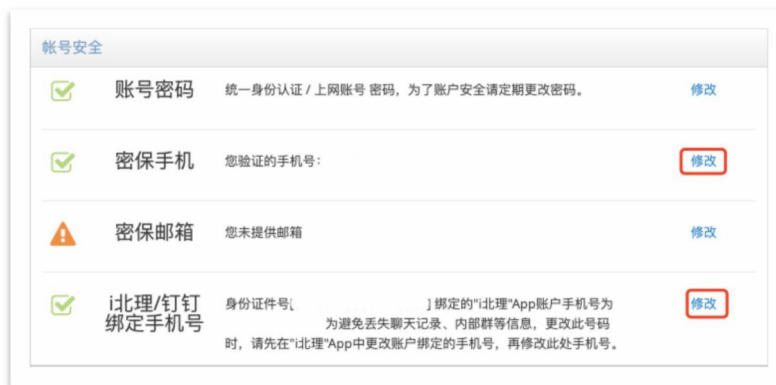 帐号安全
账号密码 统一身份认证 / 上网账号 密码，为了账户安全请定期更改密码。 修改
密保手机 您验证的手机号： 修改
密保邮箱 您未提供邮箱 修改
i北理/钉钉
绑定手机号
身份证件号[ ] 绑定的"i北理"App账户手机号为
为避免丢失聊天记录、内部群等信息，更改此号码
时，请先在"i北理"App中更改账户绑定的手机号，再修改此处手机号。
修改